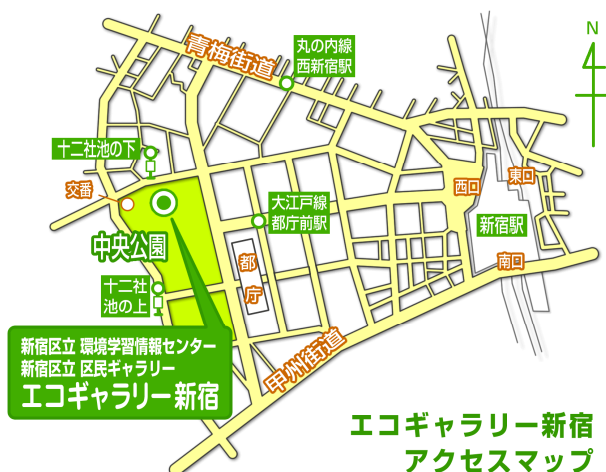 N
青梅街道
丸の内線
西新宿駅
十二社池の下
交番
西口
東口
大江戸線
都庁前駅
新宿駅
中央公園
都
庁
南口
十二社
池の上
新宿区立 環境学習情報センター
新宿区立 区民ギャラリー
エコギャラリー新宿
甲州街道
エコギャラリー新宿
アクセスマップ